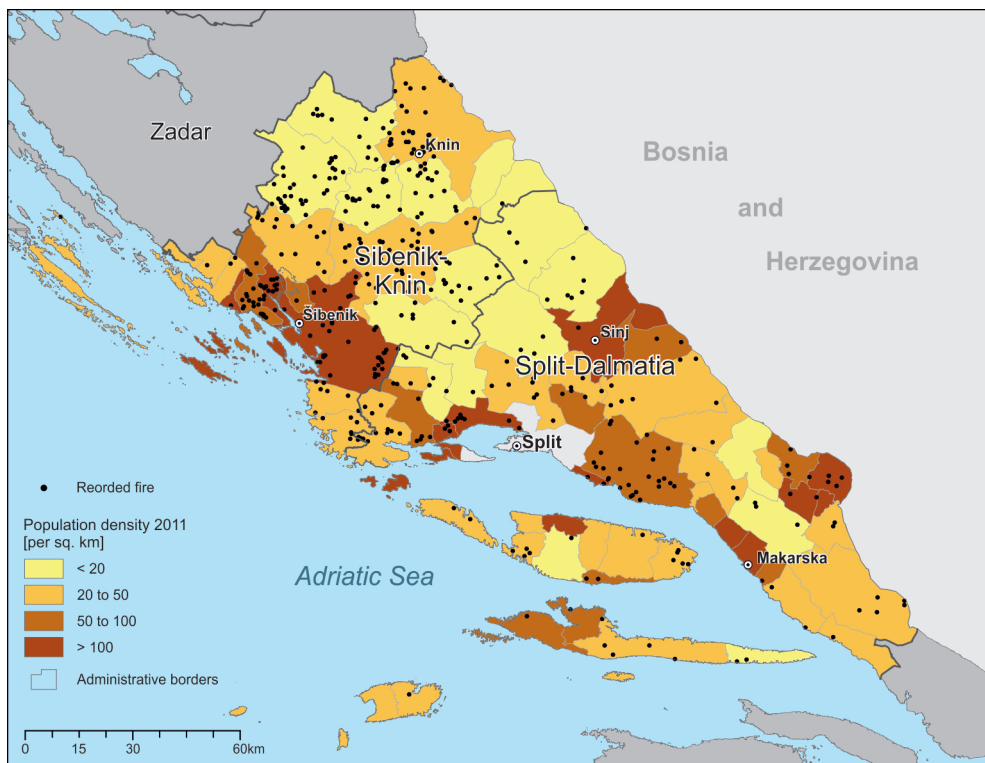 Zadar
Knin
Bosnia
and
Herzegovina
Šibenik-
Knin
Šibenik
Sinj
Split-Dalmatia
Split
Reorded fire
Population density 2011
[per sq. km]
< 20
20 to 50
50 to 100
> 100
Administrative borders
Adriatic Sea
Makarska
0 15 30 60km